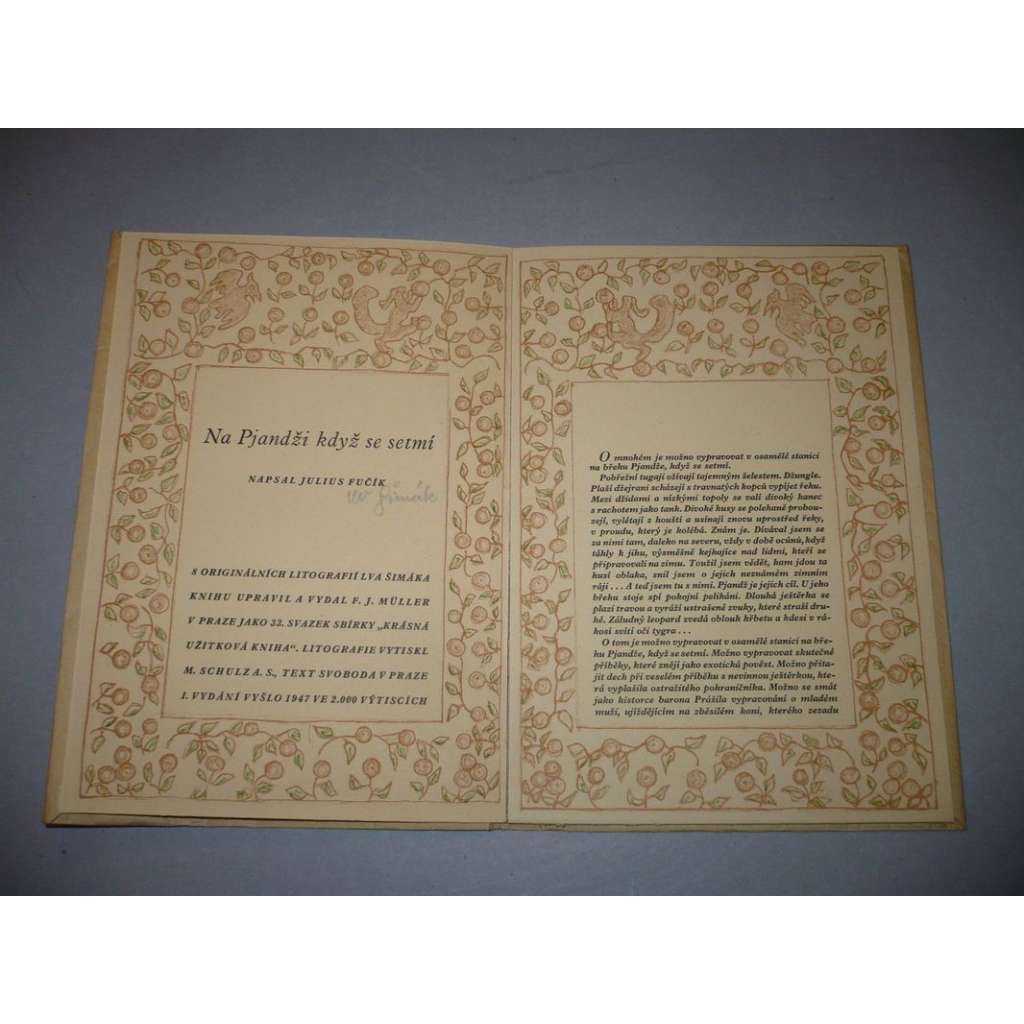 Na Pjandži když se setmí
NAPSAL JULIUS FUČÍK
Lev Šimák
8 ORIGINÁLNÍCH LITOGRAFIÍ LVA ŠIMÁKA
KNIHU UPRAVIL A VYDAL F. J. MÜLLER
V PRAZE JAKO 32. SVAZEK SBÍRKY „KRÁSNÁ
UŽITKOVÁ KNIHA“. LITOGRAFIE VYTISKL
M. SCHULZ A. S., TEXT SVOBODA V PRAZE
I. VYDÁNÍ VYŠLO 1947 VE 2.000 VÝTISCÍCH
O mnohém je možno vypravovat v osamělé stanici
na břehu Pjandže, když se setmí.
Pobřežní tugaji ožívají tajemným šelestem. Džungle.
Plaší džejrani scházejí s travnatých kopců vypíjet řeku.
Mezi džidami a nízkými topoly se valí divoký kanec
s rachotem jako tank. Divoké husy se polekaně probou-
zejí, vylétají z houští a usínají znovu uprostřed řeky,
v proudu, který je kolébá. Znám je. Díval jsem se
za nimi tam, daleko na severu, vždy v době ocúnů, když
táhly k jihu, výsměšně kejhajíce nad lidmi, kteří se
připravovali na zimu. Toužil jsem vědět, kam jdou ta
husí oblaka, snil jsem o jejich neznámém zimním
ráji . . . A teď jsem tu s nimi. Pjandž je jejich cíl. U jeho
břehu stoje spí pokojní pelikáni. Dlouhá ještěrka se
plazí travou a vyráží ustrašené zvuky, které straší dru-
hé. Záludný leopard zvedá oblouk hřbetu a kdesi v rá-
kosí svítí oči tygra . . .
O tom je možno vypravovat v osamělé stanici na bře-
hu Pjandže, když se setmí. Možno vypravovat skutečné
příběhy, které znějí jako exotická pověst. Možno přita-
jit dech při veselém příběhu s nevinnou ještěrkou, kte-
rá vyplašila ostražitého pohraničníka. Možno se smát
jako historce barona Prášila vypravování o mladém
muži, ujíždějícím na zběsilém koni, kterého zezadu